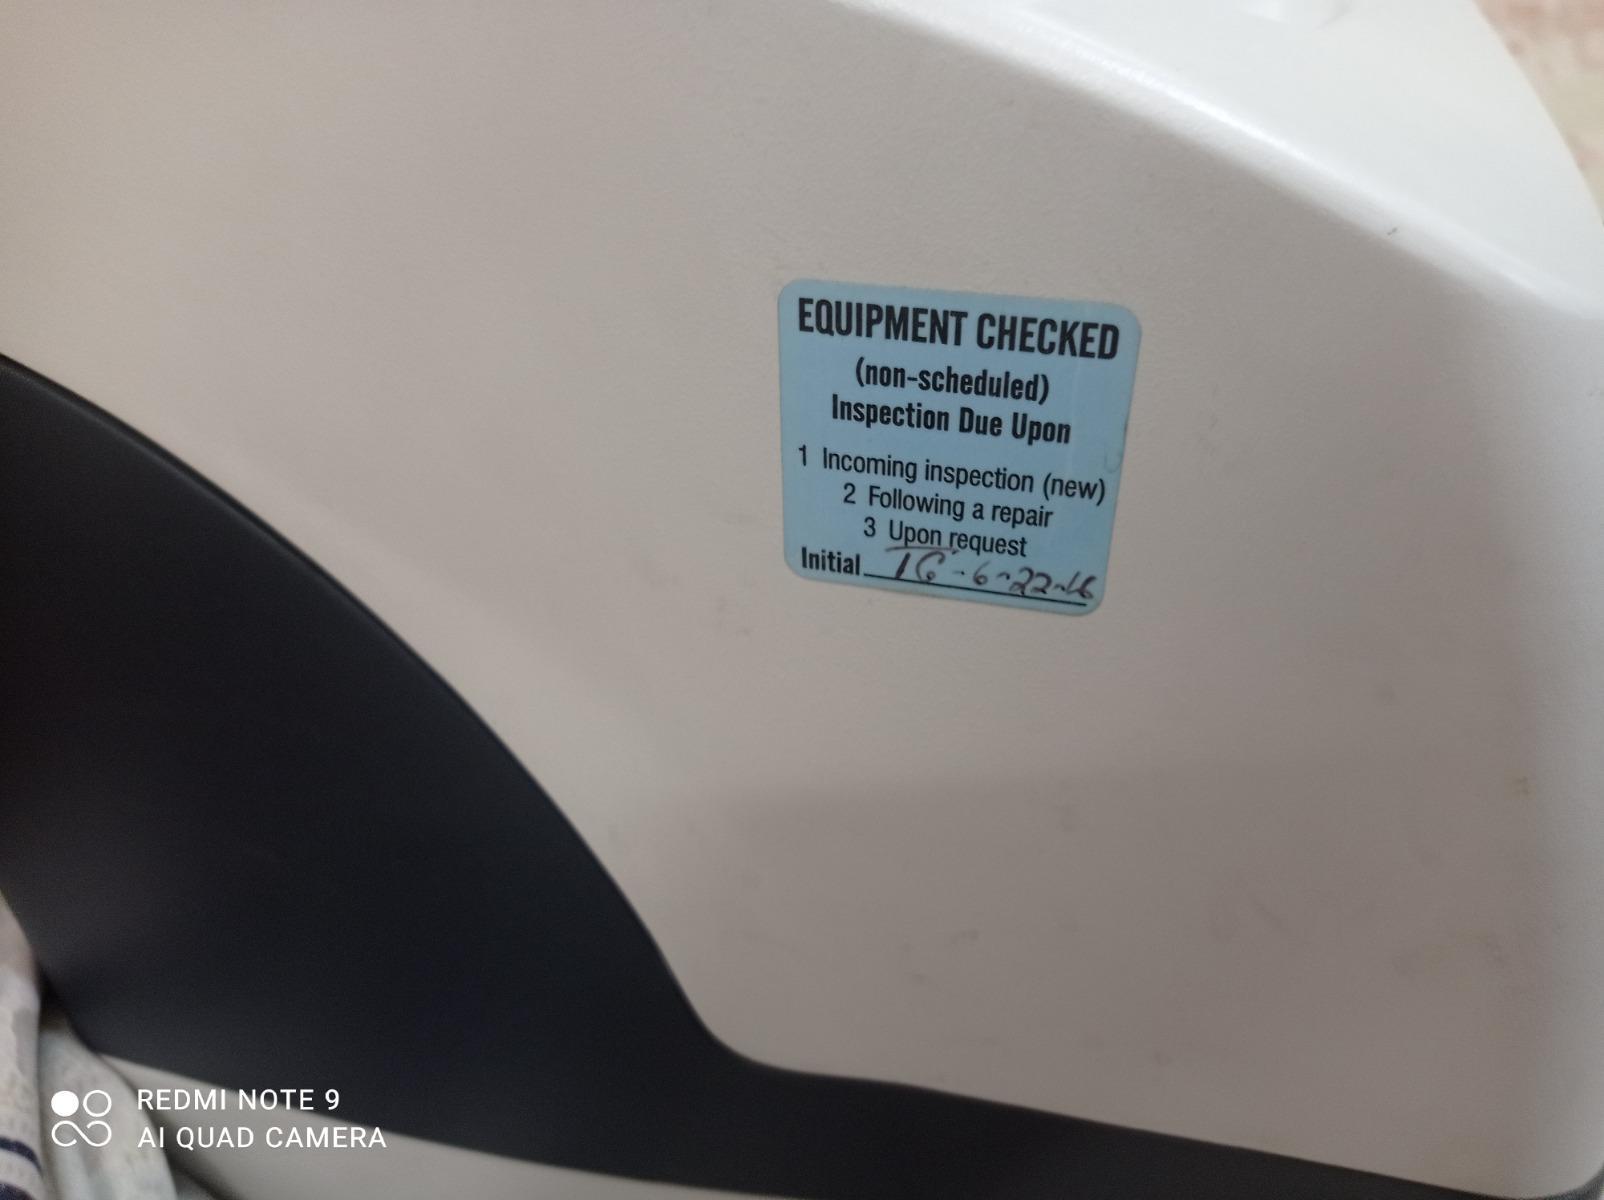 EQUIPMENT CHECKED
(non-scheduled)
Inspection Due Upon
1 Incoming inspection (new)
2 Following a repair
3 Upon request
Initial TG-6-22-16
REDMI NOTE 9
AI QUAD CAMERA